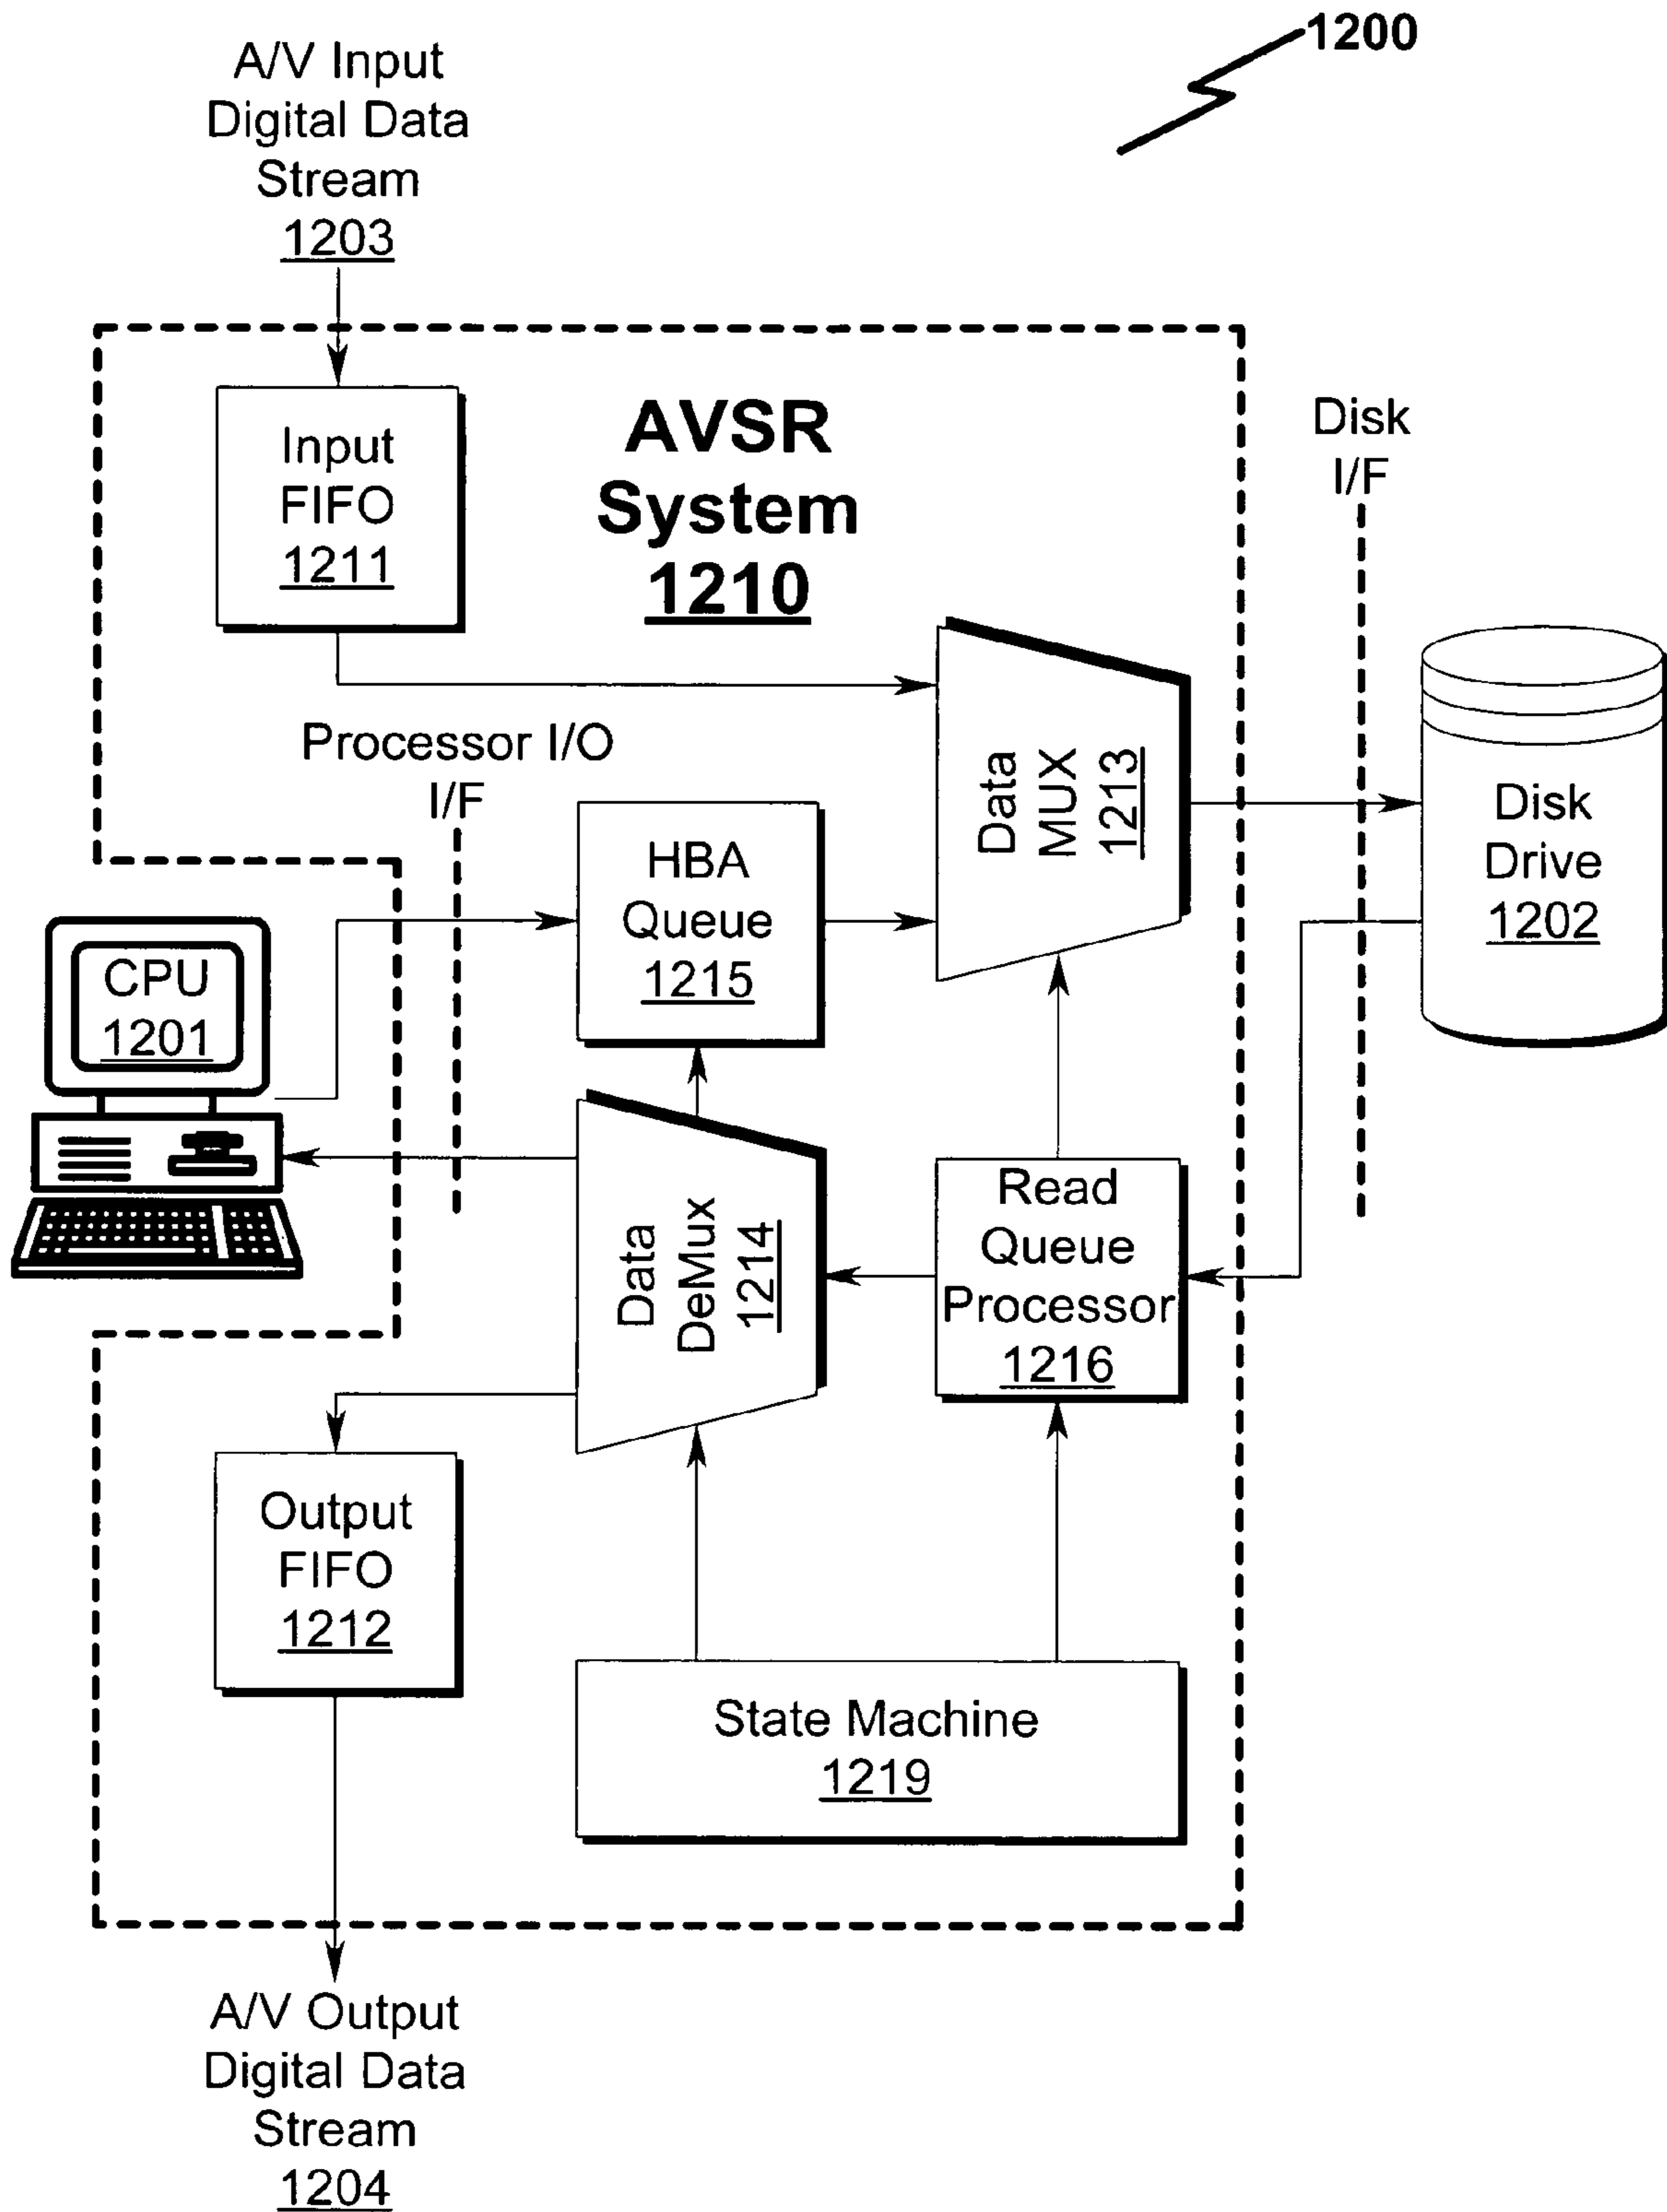 1200
A/V Input
Digital Data
Stream
1203
Input
FIFO
1211
AVSR
System
1210
Disk
I/F
Processor I/O
I/F
Data
MUX
1213
HBA
Queue
1215
Disk
Drive
1202
CPU
1201
Data
DeMux
1214
Read
Queue
Processor
1216
Output
FIFO
1212
State Machine
1219
A/V Output
Digital Data
Stream
1204